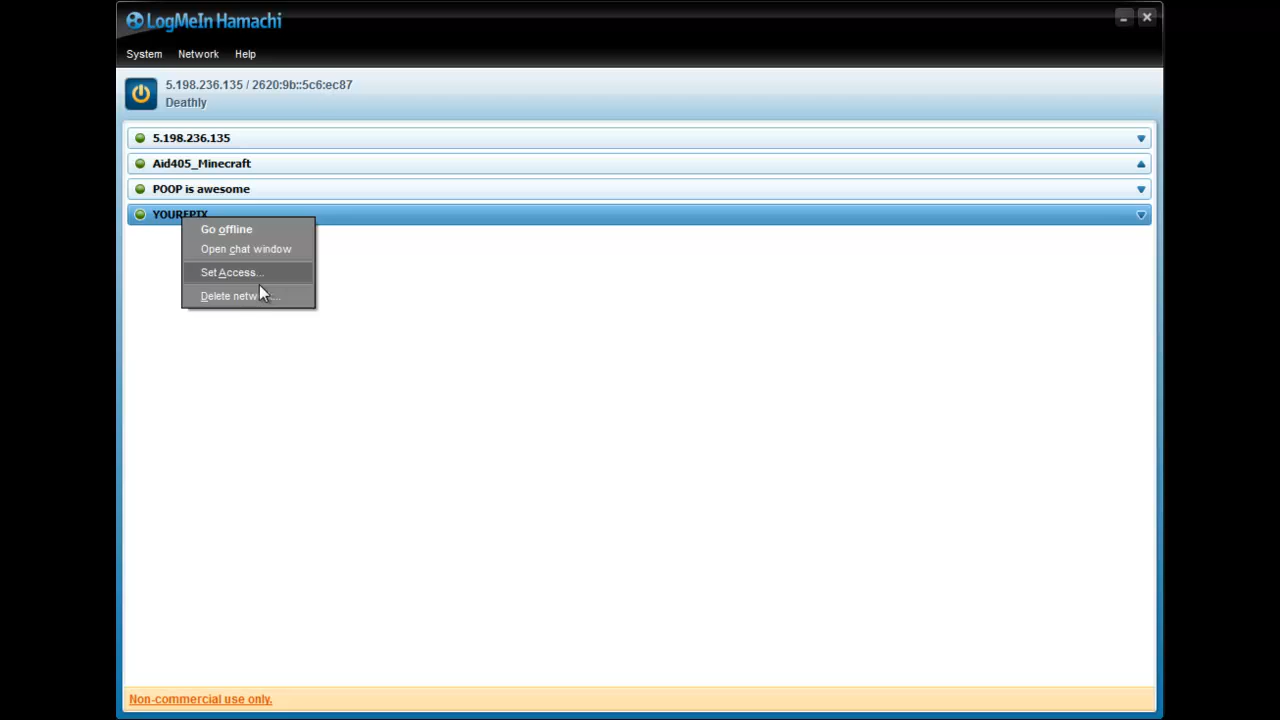 LogMeIn Hamachi
System Network Help
5.198.236.135 / 2620:9b::5c6:ec87
Deathly
5.198.236.135
Aid405_Minecraft
POOP is awesome
Go offline
Open chat window
Set Access...
Delete
Non-commercial use only.